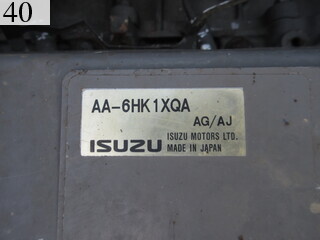 40
AA-6HK1XQA
AG/AJ
ISUZU ISUZU MOTORS LTD.
MADE IN JAPAN